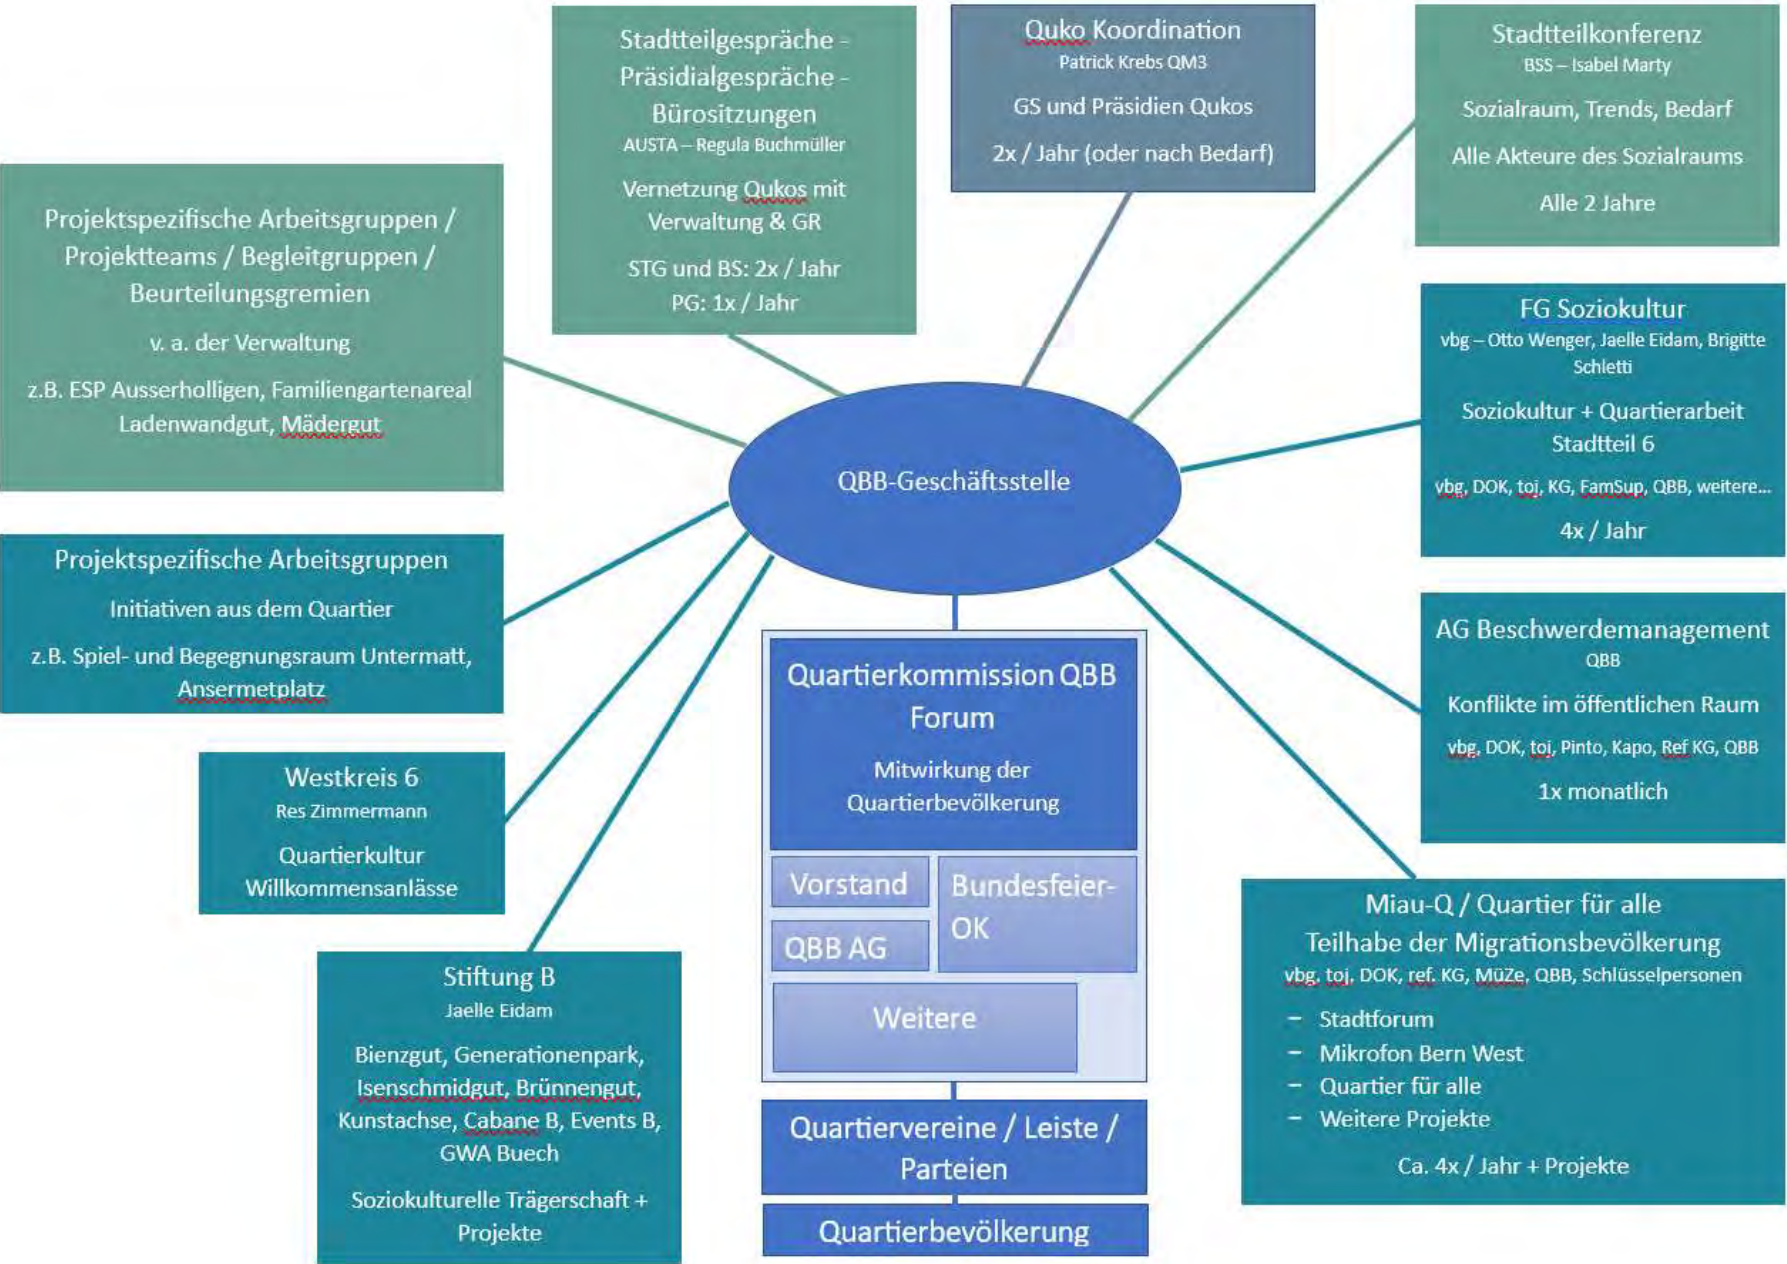 Stadtteilgespräche -
Präsidialgespräche -
Bürositzungen
AUSTA – Regula Buchmüller
Vernetzung Qukos mit
Verwaltung & GR
STG und BS: 2x / Jahr
PG: 1x / Jahr
Quko Koordination
Patrick Krebs QM3
GS und Präsidien Qukos
2x / Jahr (oder nach Bedarf)
Stadtteilkonferenz
BSS – Isabel Marty
Sozialraum, Trends, Bedarf
Alle Akteure des Sozialraums
Alle 2 Jahre
Projektspezifische Arbeitsgruppen /
Projektteams / Begleitgruppen /
Beurteilungsgremien
v. a. der Verwaltung
z.B. ESP Ausserholligen, Familiengartenareal
Ladenwandgut, Mädergut
FG Soziokultur
vbg – Otto Wenger, Jaelle Eidam, Brigitte
Schletti
Soziokultur + Quartierarbeit
Stadtteil 6
vbg, DOK, toj, KG, FamSup, QBB, weitere...
4x / Jahr
QBB-Geschäftsstelle
Projektspezifische Arbeitsgruppen
Initiativen aus dem Quartier
z.B. Spiel- und Begegnungsraum Untermatt,
Ansermetplatz
AG Beschwerdemanagement
QBB
Konflikte im öffentlichen Raum
vbg, DOK, toj, Pinto, Kapo, Ref KG, QBB
1x monatlich
Quartierkommission QBB
Forum
Mitwirkung der
Quartierbevölkerung
Vorstand
Bundesfeier-
OK
QBB AG
Weitere
Westkreis 6
Res Zimmermann
Quartierkultur
Willkommensanlässe
Stiftung B
Jaelle Eidam
Bienzgut, Generationenpark,
Isenschmidgut, Brünnengut,
Kunstachse, Cabane B, Events B,
GWA Buech
Soziokulturelle Trägerschaft +
Projekte
Miau-Q / Quartier für alle
Teilhabe der Migrationsbevölkerung
vbg, toj, DOK, ref. KG, MüZe, QBB, Schlüsselpersonen
– Stadtforum
– Mikrofon Bern West
– Quartier für alle
– Weitere Projekte
Ca. 4x / Jahr + Projekte
Quartiervereine / Leiste /
Parteien
Quartierbevölkerung